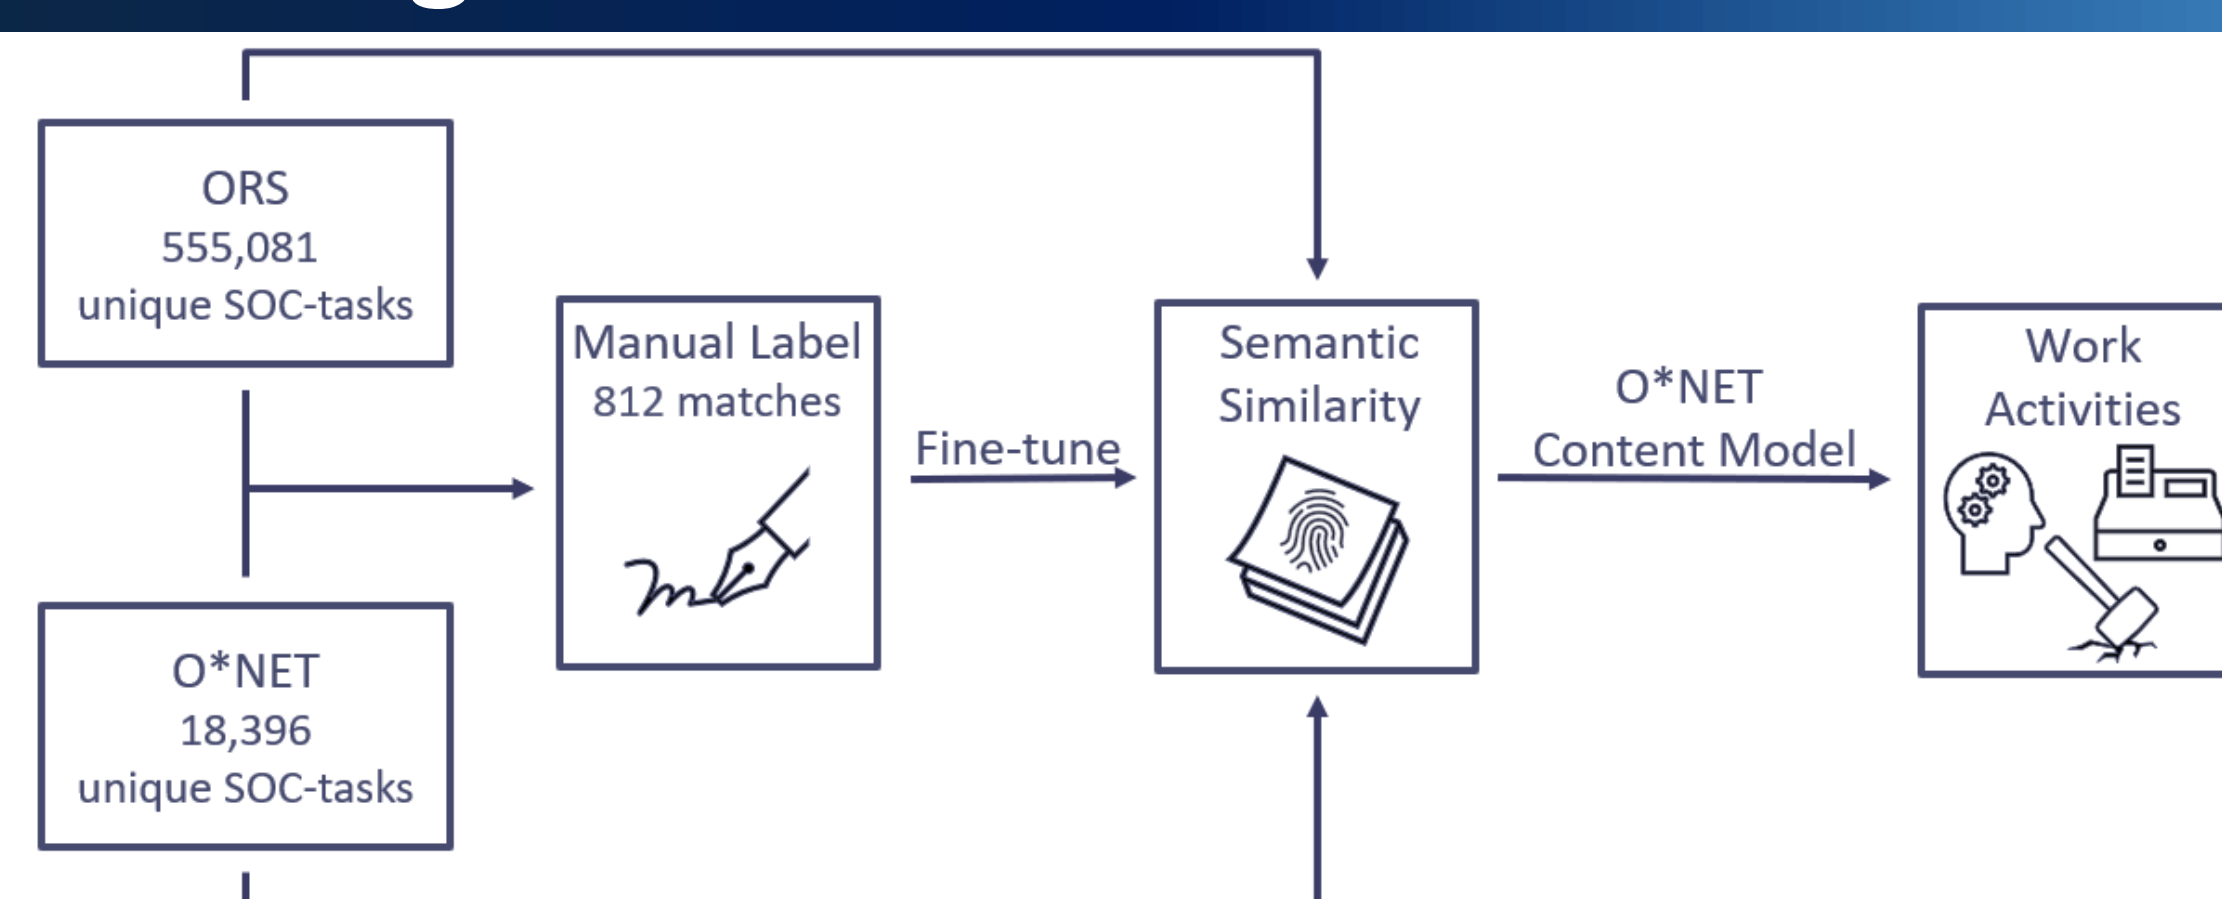 ORS
555,081
unique SOC-tasks
O*NET
18,396
unique SOC-tasks
Manual Label
812 matches
Fine-tune
Semantic
Similarity
O*NET
Content Model
Work
Activities